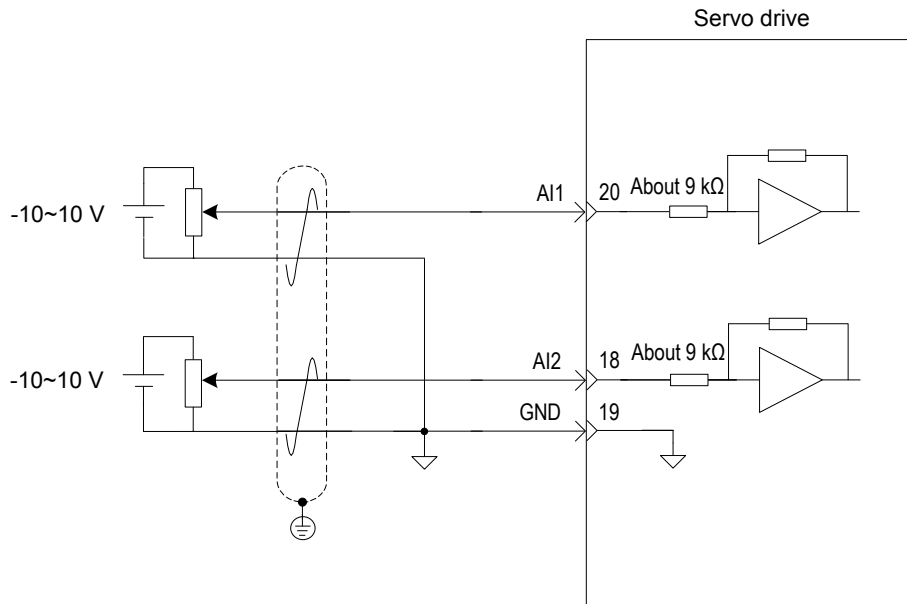 Servo drive
-10~10 V
AI1
20
About 9 kΩ
-10~10 V
AI2
18
About 9 kΩ
GND
19